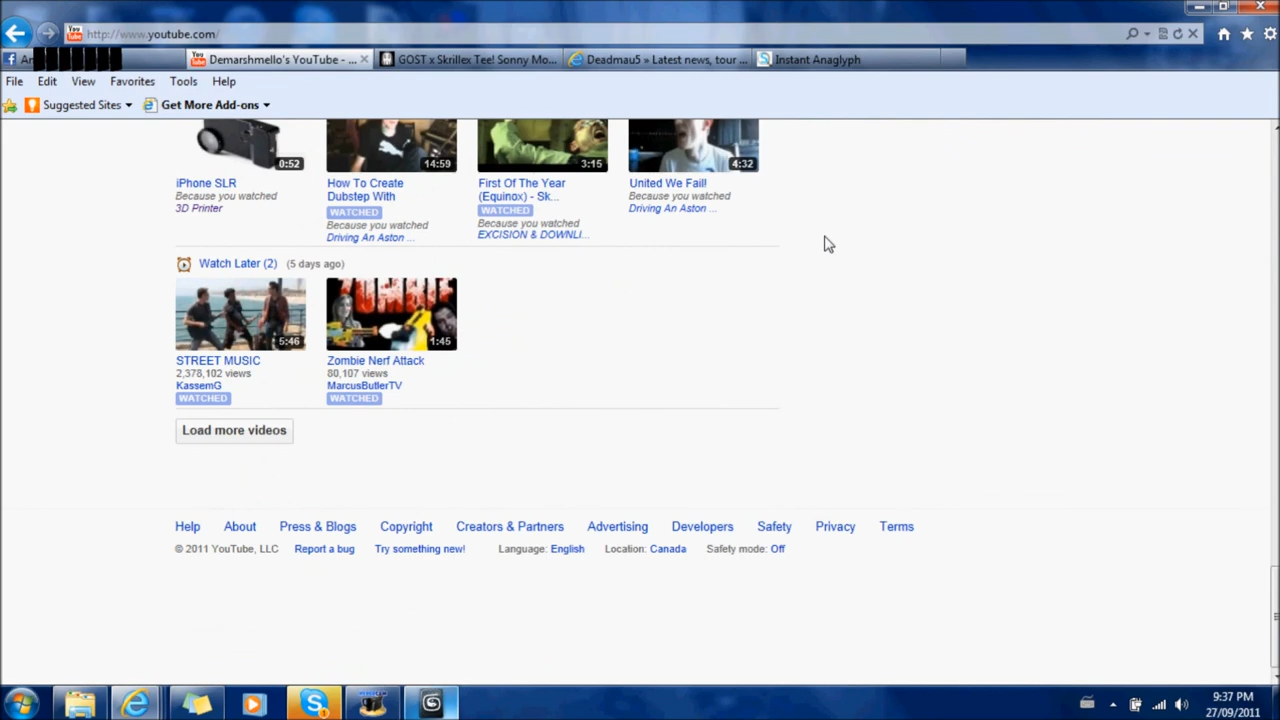 http://www.youtube.com/
Demarshmello's YouTube - ...
GOST x Skrillex Tee! Sonny Mo...
Deadmau5 » Latest news, tour ...
Instant Anaglyph
File Edit View Favorites Tools Help
Suggested Sites
Get More Add-ons
0:52
14:59
3:15
4:32
iPhone SLR
Because you watched
3D Printer
How To Create
Dubstep With
WATCHED
Because you watched
Driving An Aston ...
First Of The Year
(Equinox) - Sk...
WATCHED
Because you watched
EXCISION & DOWNLI...
United We Fail!
Because you watched
Driving An Aston ...
Watch Later (2) (5 days ago)
5:46
ZOMBIE
1:45
STREET MUSIC
2,378,102 views
KassemG
WATCHED
Zombie Nerf Attack
80,107 views
MarcusButlerTV
WATCHED
Load more videos
Help About Press & Blogs Copyright Creators & Partners Advertising Developers Safety Privacy Terms
© 2011 YouTube, LLC Report a bug Try something new! Language: English Location: Canada Safety mode: Off
9:37 PM
27/09/2011